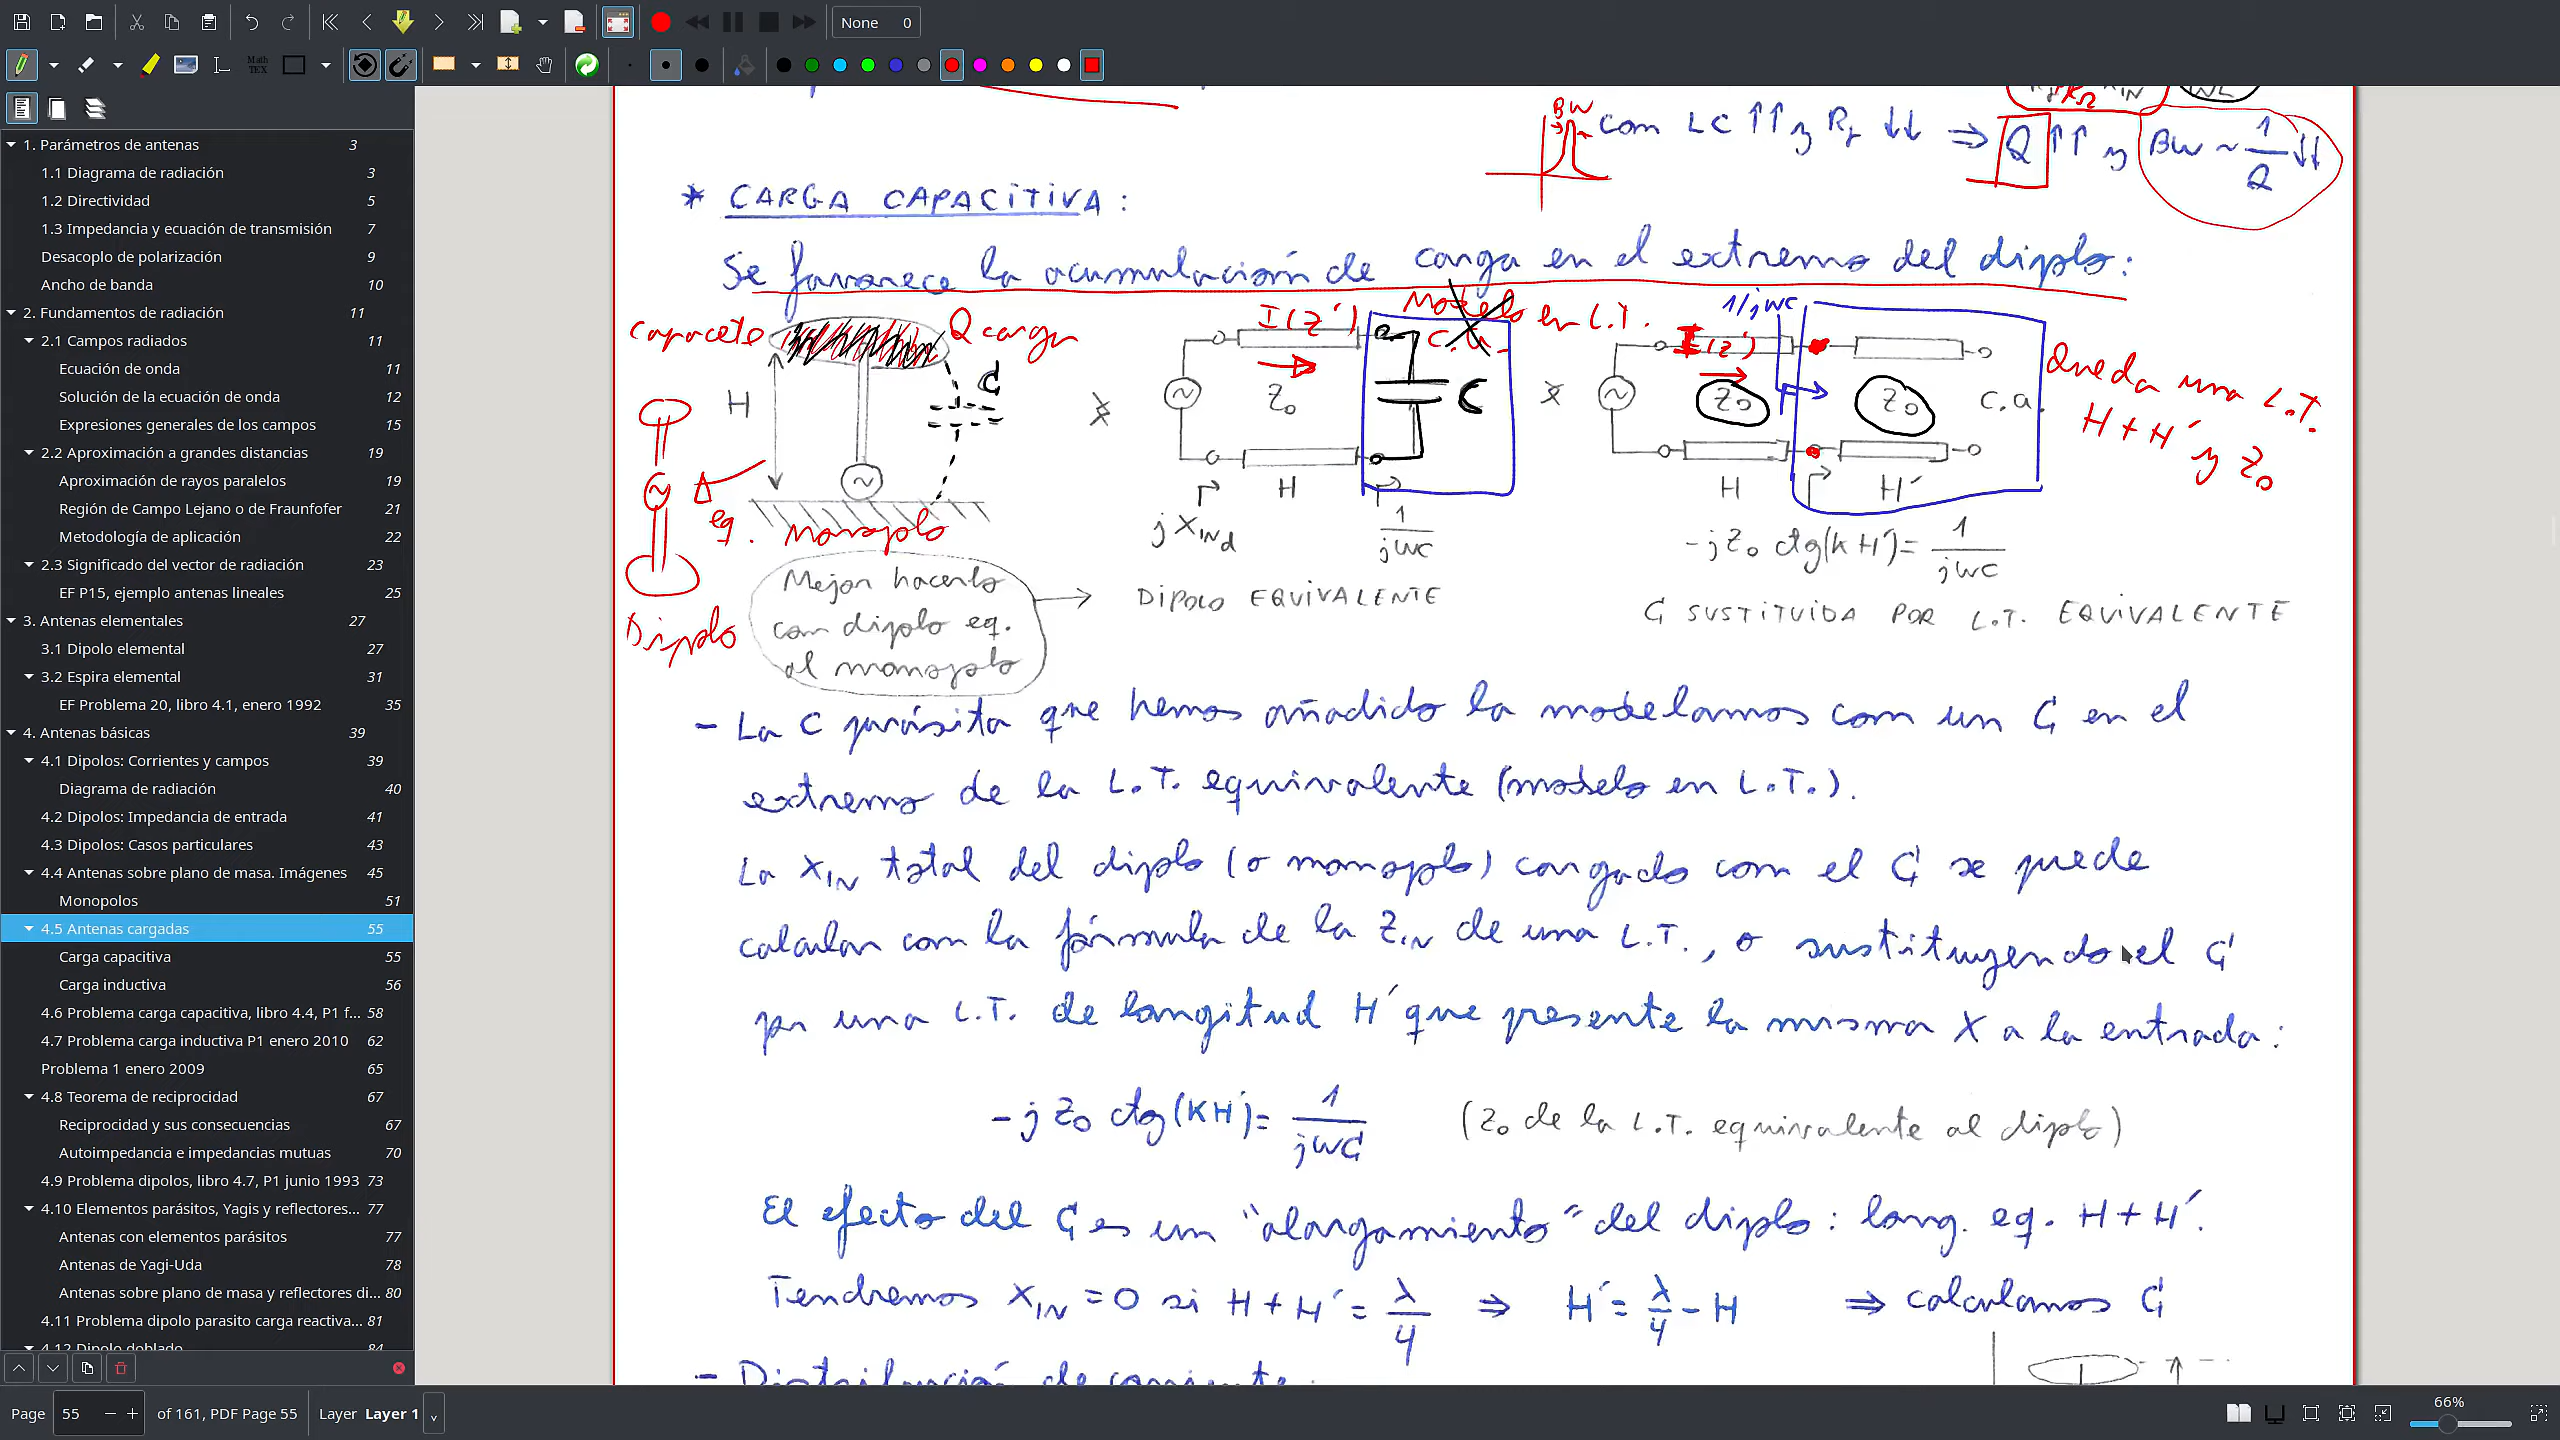 None 0
Math
TEX
1. Parámetros de antenas 3
1.1 Diagrama de radiación 3
1.2 Directividad 5
1.3 Impedancia y ecuación de transmisión 7
Desacoplo de polarización 9
Ancho de banda 10
2. Fundamentos de radiación 11
2.1 Campos radiados 11
Ecuación de onda 11
Solución de la ecuación de onda 12
Expresiones generales de los campos 15
2.2 Aproximación a grandes distancias 19
Aproximación de rayos paralelos 19
Región de Campo Lejano o de Fraunfofer 21
Metodología de aplicación 22
2.3 Significado del vector de radiación 23
EF P15, ejemplo antenas lineales 25
3. Antenas elementales 27
3.1 Dipolo elemental 27
3.2 Espira elemental 31
EF Problema 20, libro 4.1, enero 1992 35
4. Antenas básicas 39
4.1 Dipolos: Corrientes y campos 39
Diagrama de radiación 40
4.2 Dipolos: Impedancia de entrada 41
4.3 Dipolos: Casos particulares 43
4.4 Antenas sobre plano de masa. Imágenes 45
Monopolos 51
4.5 Antenas cargadas 55
Carga capacitiva 55
Carga inductiva 56
4.6 Problema carga capacitiva, libro 4.4, P1 f... 58
4.7 Problema carga inductiva P1 enero 2010 62
Problema 1 enero 2009 65
4.8 Teorema de reciprocidad 67
Reciprocidad y sus consecuencias 67
Autoimpedancia e impedancias mutuas 70
4.9 Problema dipolos, libro 4.7, P1 junio 1993 73
4.10 Elementos parásitos, Yagis y reflectores... 77
Antenas con elementos parásitos 77
Antenas de Yagi-Uda 78
Antenas sobre plano de masa y reflectores di... 80
4.11 Problema dipolo parasito carga reactiva... 81
4.12 Dipolo doblado 84
BW
con LC ↑↑ y Rr ↓↓ ⇒ Q ↑↑ y BW ~ 1/Q ↓↓
* CARGA CAPACITIVA:
Se favorece la acumulación de carga en el extremo del dipolo:
capacete Q carga
H C
eq. monopolo
Dipolo
Mejor hacerlo
con dipolo eq.
al monopolo
Modelo en L.T.
I(z') c.a.
Z0 C
H
jXINd 1/jWC
DIPOLO EQUIVALENTE
1/jWC
I(z')
Z0 Z0 c.a.
H H'
Queda una L.T.
H+H' y Z0
-jZ0 ctg(kH')= 1/jWC
C SUSTITUIDA POR L.T. EQUIVALENTE
- La C parásita que hemos añadido la modelamos con un C en el
extremo de la L.T. equivalente (modelo en L.T.).
La XIN total del dipolo (o monopolo) cargado con el C se puede
calcular con la fórmula de la ZIN de una L.T., o sustituyendo el C
por una L.T. de longitud H' que presente la misma X a la entrada:
-j Z0 ctg(KH')= 1/jWC (Z0 de la L.T. equivalente al dipolo)
El efecto del C es un "alargamiento" del dipolo: long. eq. H+H'.
Tendremos XIN = 0 si H+H' = λ/4 ⇒ H' = λ/4 - H ⇒ calculamos C
- Distribución de corriente:
Page 55 of 161, PDF Page 55 Layer Layer 1
66%